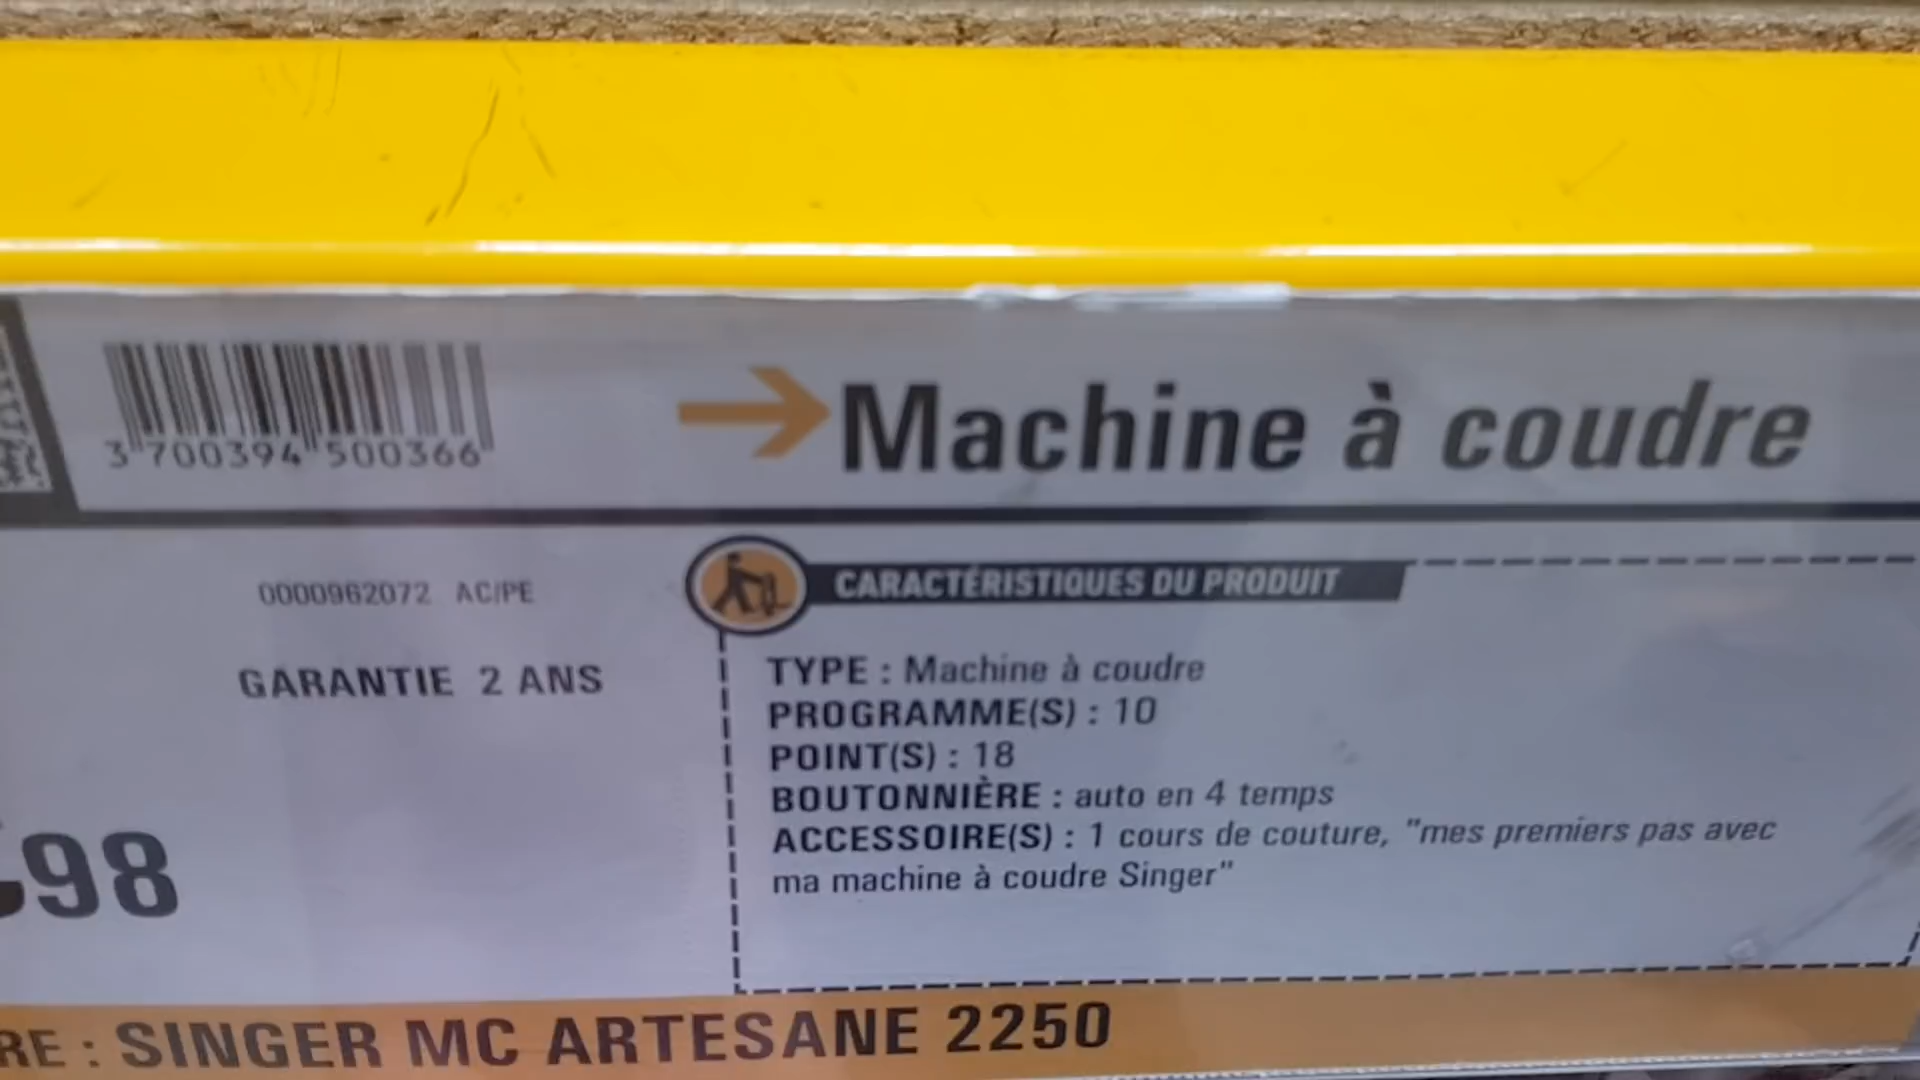 3 700394 500366
Machine à coudre
0000962072 AC/PE
GARANTIE 2 ANS
98
CARACTÉRISTIQUES DU PRODUIT
TYPE : Machine à coudre
PROGRAMME(S) : 10
POINT(S) : 18
BOUTONNIÈRE : auto en 4 temps
ACCESSOIRE(S) : 1 cours de couture, "mes premiers pas avec
ma machine à coudre Singer"
RE : SINGER MC ARTESANE 2250